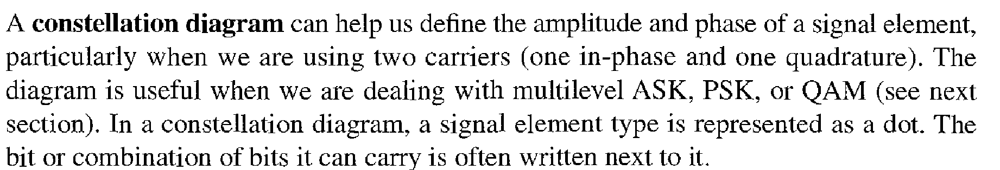 A constellation diagram can help us define the amplitude and phase of a signal element,
particularly when we are using two carriers (one in-phase and one quadrature). The
diagram is useful when we are dealing with multilevel ASK, PSK, or QAM (see next
section). In a constellation diagram, a signal element type is represented as a dot. The
bit or combination of bits it can carry is often written next to it.